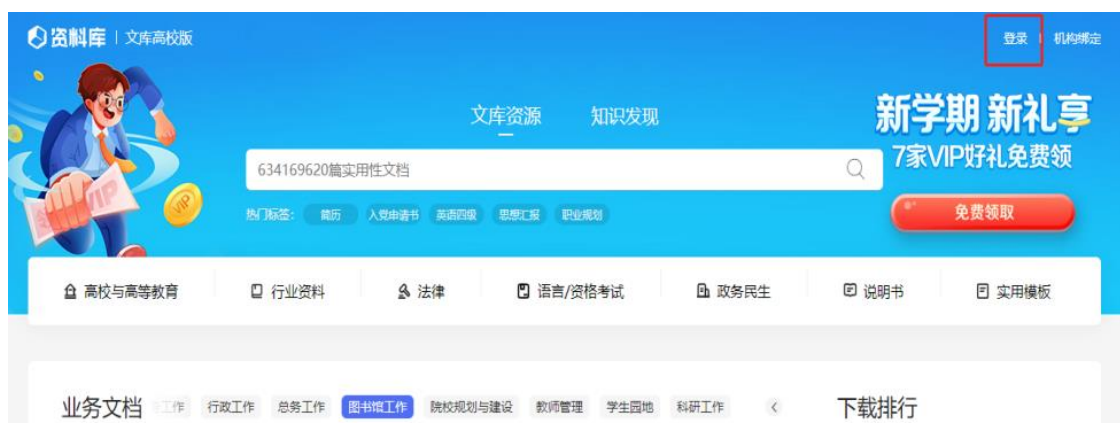 资料库 | 文库高校版
登录 | 机构绑定
文库资源 知识发现
新学期 新礼享
7家VIP好礼免费领
634169620篇实用性文档
热门标签： 简历 入党申请书 英语四级 思想汇报 职业规划
免费领取
VIP
VIP
高校与高等教育 行业资料 法律 语言/资格考试 政务民生 说明书 实用模板
业务文档 工作 行政工作 总务工作 图书馆工作 院校规划与建设 教师管理 学生园地 科研工作 <
下载排行